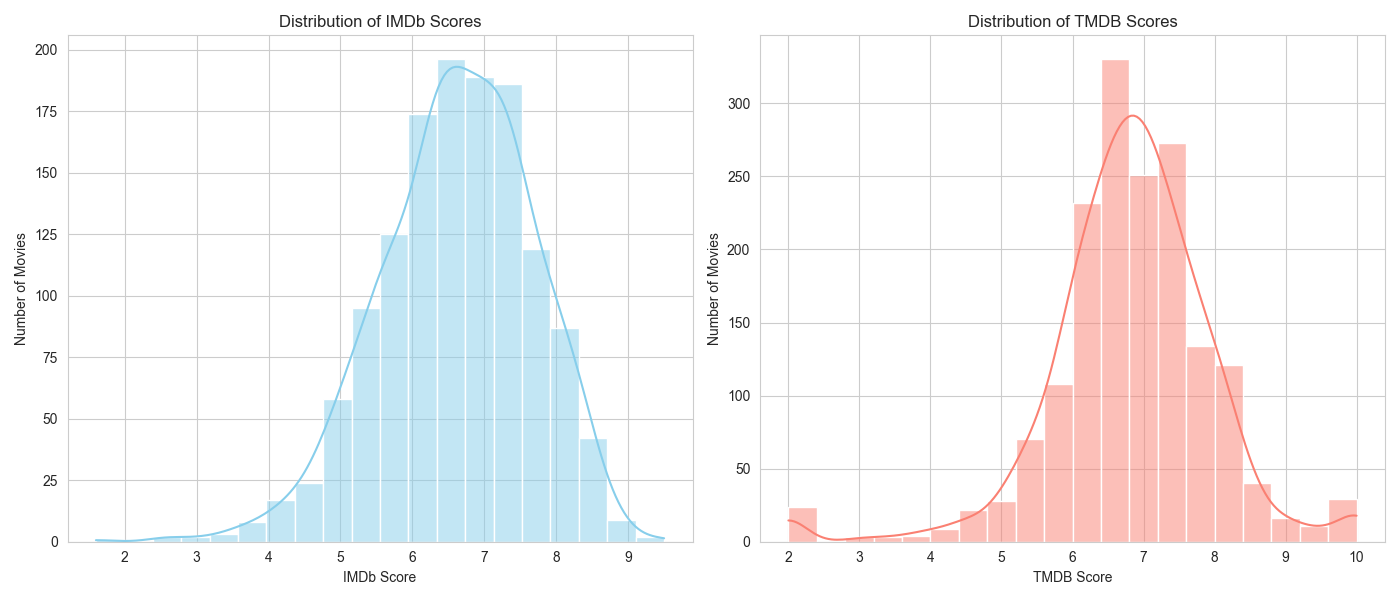 Distribution of IMDb Scores
200
175
150
125
100
75
50
25
0
Number of Movies
2 3 4 5 6 7 8 9
IMDb Score
Distribution of TMDB Scores
300
250
200
150
100
50
0
Number of Movies
2 3 4 5 6 7 8 9 10
TMDB Score